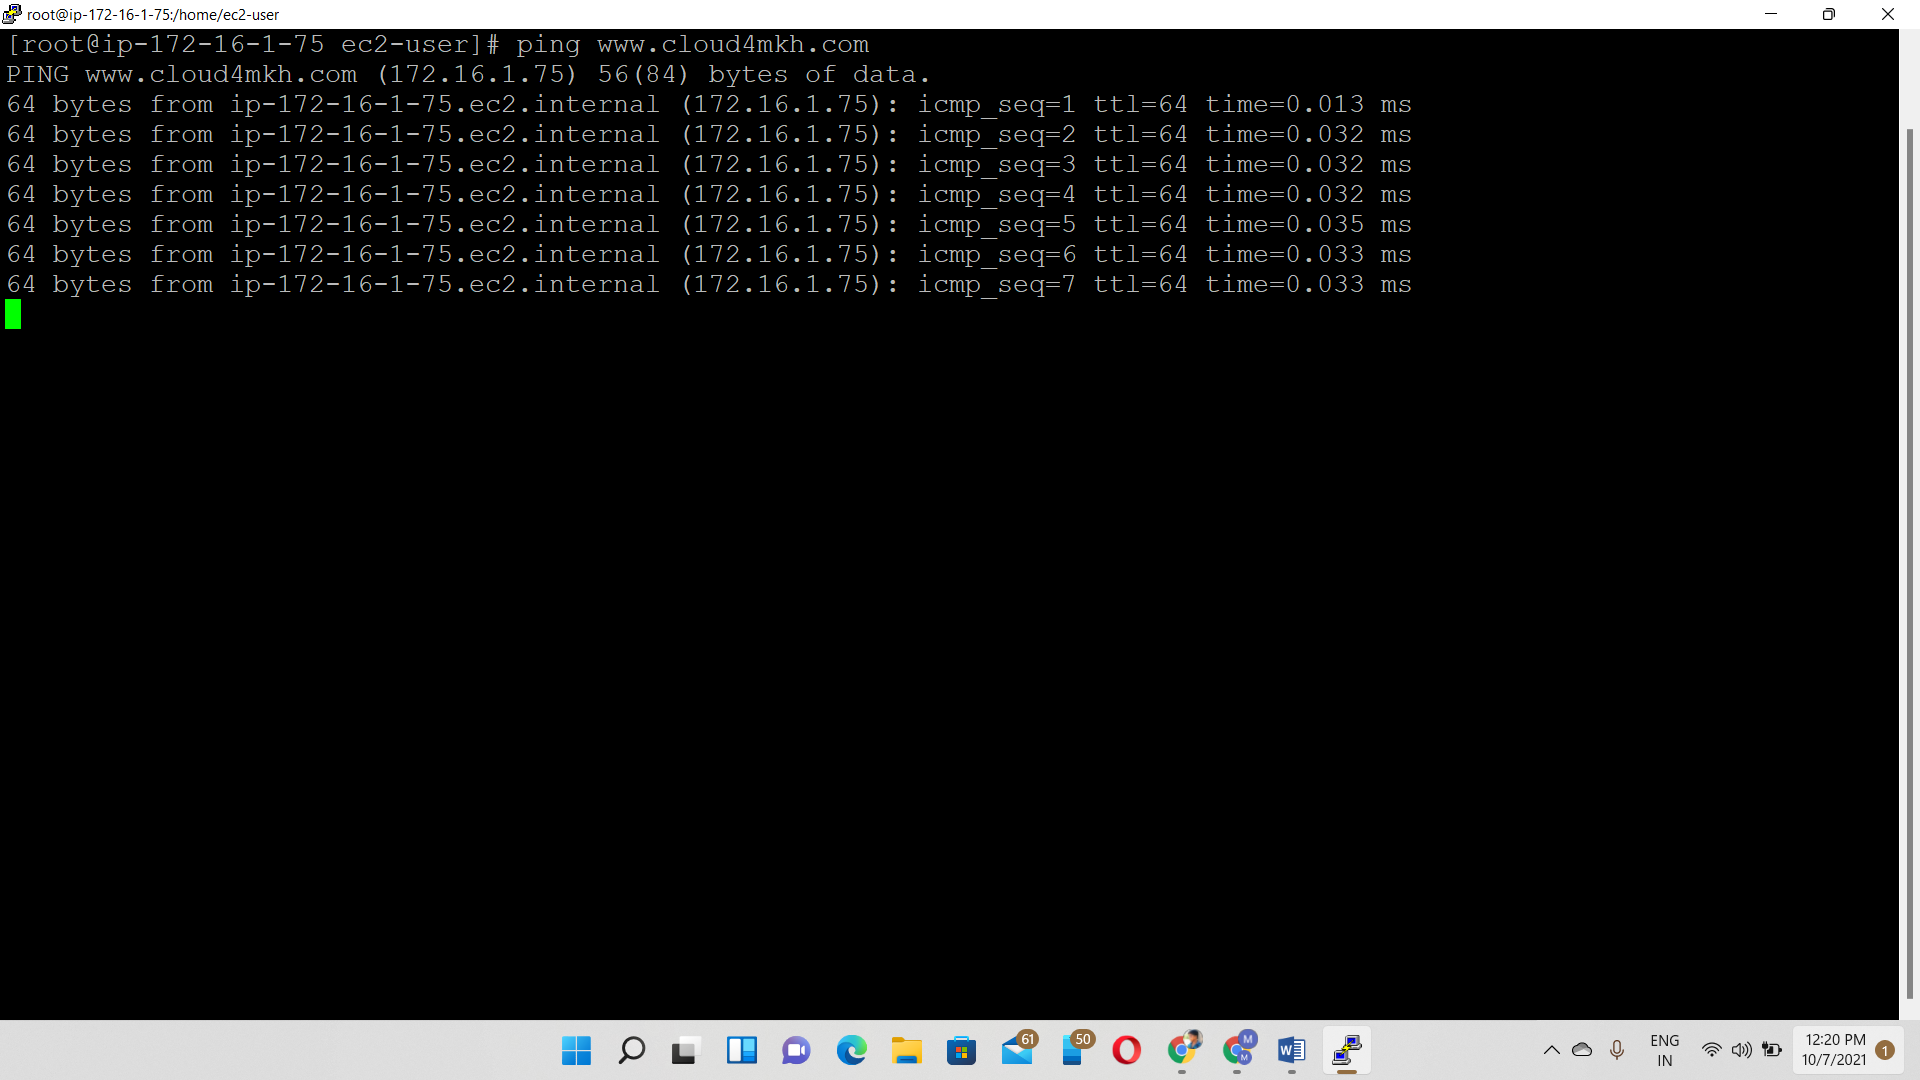 root@ip-172-16-1-75:/home/ec2-user
[root@ip-172-16-1-75 ec2-user]# ping www.cloud4mkh.com
PING www.cloud4mkh.com (172.16.1.75) 56(84) bytes of data.
64 bytes from ip-172-16-1-75.ec2.internal (172.16.1.75): icmp_seq=1 ttl=64 time=0.013 ms
64 bytes from ip-172-16-1-75.ec2.internal (172.16.1.75): icmp_seq=2 ttl=64 time=0.032 ms
64 bytes from ip-172-16-1-75.ec2.internal (172.16.1.75): icmp_seq=3 ttl=64 time=0.032 ms
64 bytes from ip-172-16-1-75.ec2.internal (172.16.1.75): icmp_seq=4 ttl=64 time=0.032 ms
64 bytes from ip-172-16-1-75.ec2.internal (172.16.1.75): icmp_seq=5 ttl=64 time=0.035 ms
64 bytes from ip-172-16-1-75.ec2.internal (172.16.1.75): icmp_seq=6 ttl=64 time=0.033 ms
64 bytes from ip-172-16-1-75.ec2.internal (172.16.1.75): icmp_seq=7 ttl=64 time=0.033 ms
61
50
M
M
W
ENG
IN
12:20 PM
10/7/2021
1